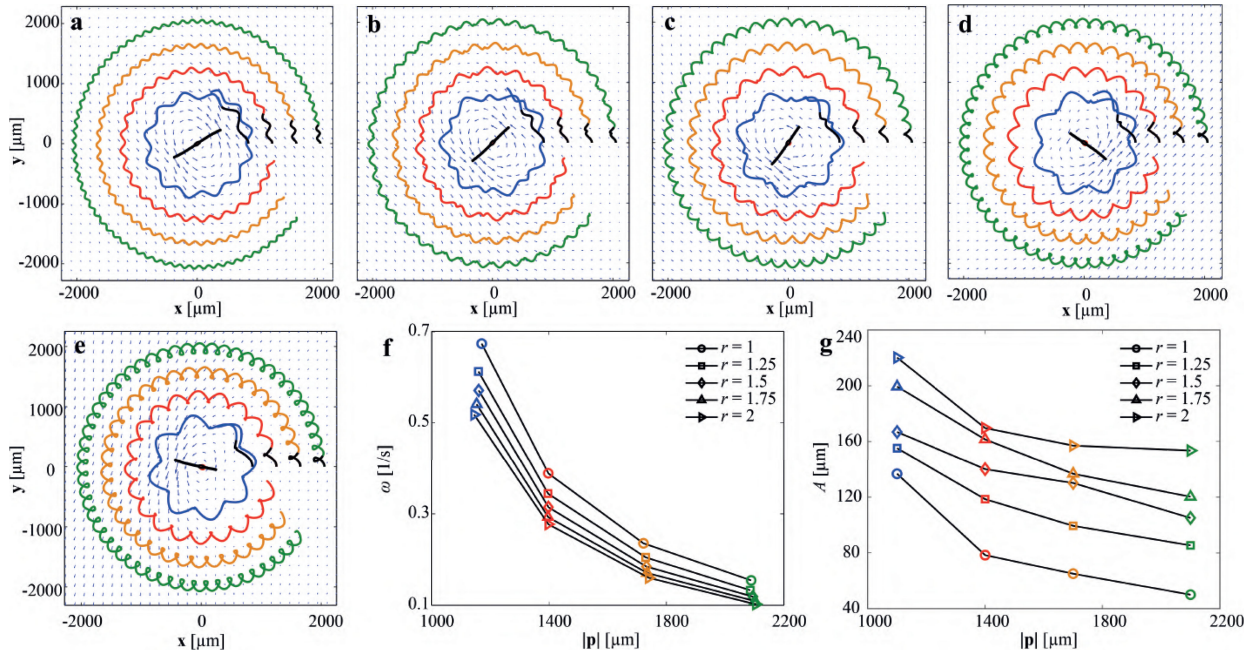 a
b
c
d
y [µm]
2000
1000
0
-1000
-2000
-2000 0 2000
-2000 0 2000
-2000 0 2000
-2000 0 2000
x [µm]
x [µm]
x [µm]
x [µm]
e
y [µm]
2000
1000
0
-1000
-2000
-2000 0 2000
x [µm]
f
ω [1/s]
0.7
0.5
0.3
0.1
1000 1400 1800 2200
|p| [µm]
r = 1
r = 1.25
r = 1.5
r = 1.75
r = 2
g
A [µm]
240
200
160
120
80
40
1000 1400 1800 2200
|p| [µm]
r = 1
r = 1.25
r = 1.5
r = 1.75
r = 2